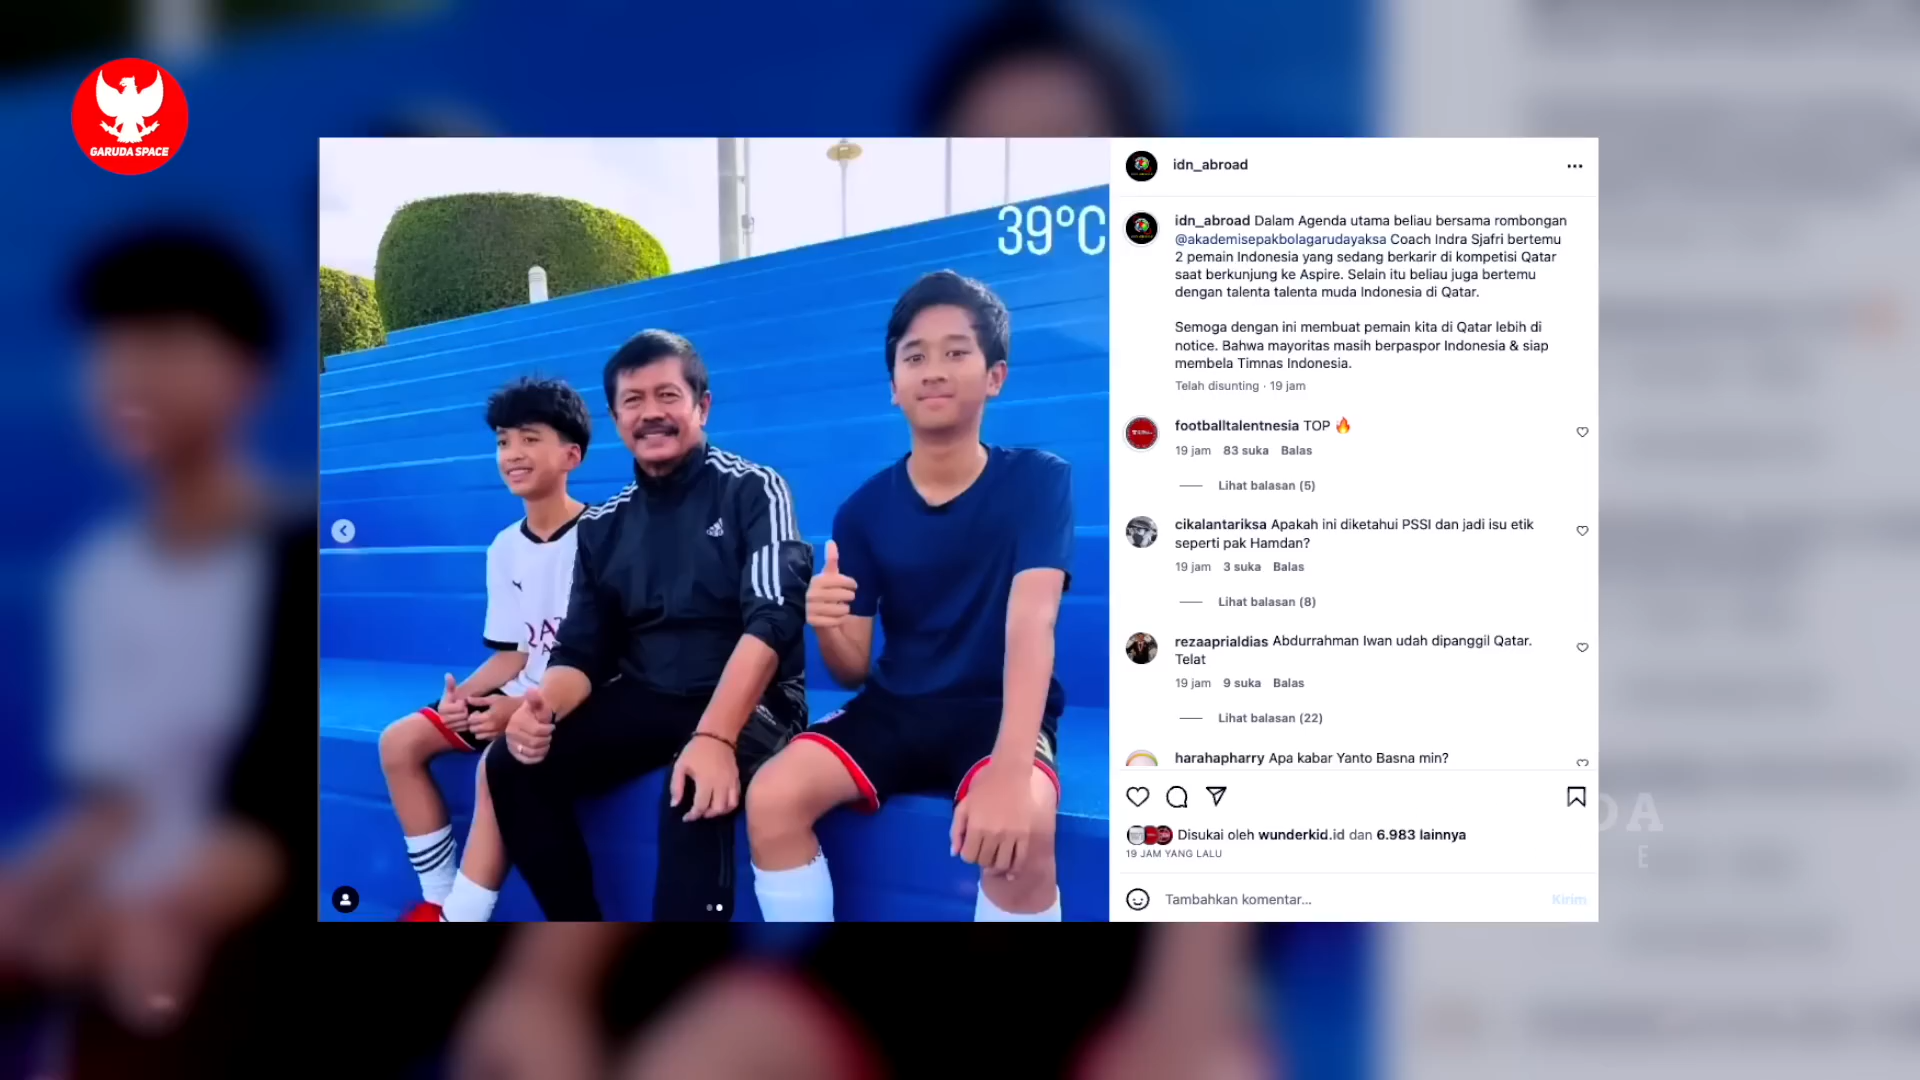 GARUDA SPACE
39°C
QA
A
idn_abroad
idn_abroad Dalam Agenda utama beliau bersama rombongan
@akademisepakbolagarudayaksa Coach Indra Sjafri bertemu
2 pemain Indonesia yang sedang berkarir di kompetisi Qatar
saat berkunjung ke Aspire. Selain itu beliau juga bertemu
dengan talenta talenta muda Indonesia di Qatar.
Semoga dengan ini membuat pemain kita di Qatar lebih di
notice. Bahwa mayoritas masih berpaspor Indonesia & siap
membela Timnas Indonesia.
Telah disunting · 19 jam
footballtalentnesia TOP 🔥
19 jam 83 suka Balas
Lihat balasan (5)
cikalantariksa Apakah ini diketahui PSSI dan jadi isu etik
seperti pak Hamdan?
19 jam 3 suka Balas
Lihat balasan (8)
rezaaprialdias Abdurrahman Iwan udah dipanggil Qatar.
Telat
19 jam 9 suka Balas
Lihat balasan (22)
harahapharry Apa kabar Yanto Basna min?
Disukai oleh wunderkid.id dan 6.983 lainnya
19 JAM YANG LALU
Tambahkan komentar...
Kirim
DA
E